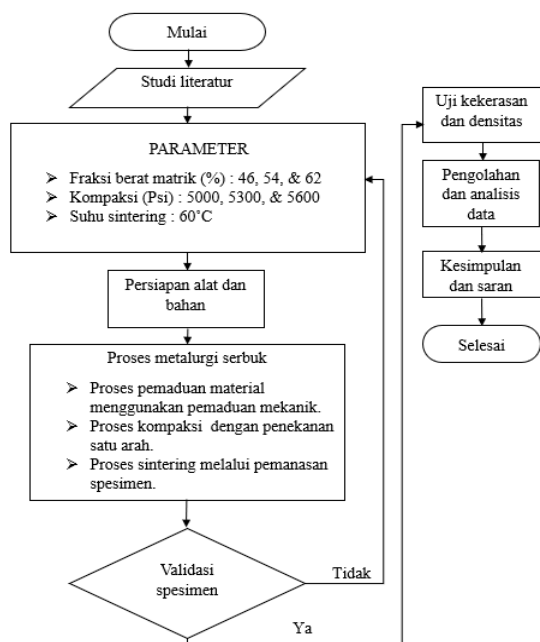 Mulai
Studi literatur
PARAMETER
➤ Fraksi berat matrik (%) : 46, 54, & 62
➤ Kompaksi (Psi) : 5000, 5300, & 5600
➤ Suhu sintering : 60˚C
Persiapan alat dan
bahan
Proses metalurgi serbuk
➤ Proses pemaduan material
menggunakan pemaduan mekanik.
➤ Proses kompaksi dengan penekanan
satu arah.
➤ Proses sintering melalui pemanasan
spesimen.
Validasi
spesimen
Tidak
Ya
Uji kekerasan
dan densitas
Pengolahan
dan analisis
data
Kesimpulan
dan saran
Selesai